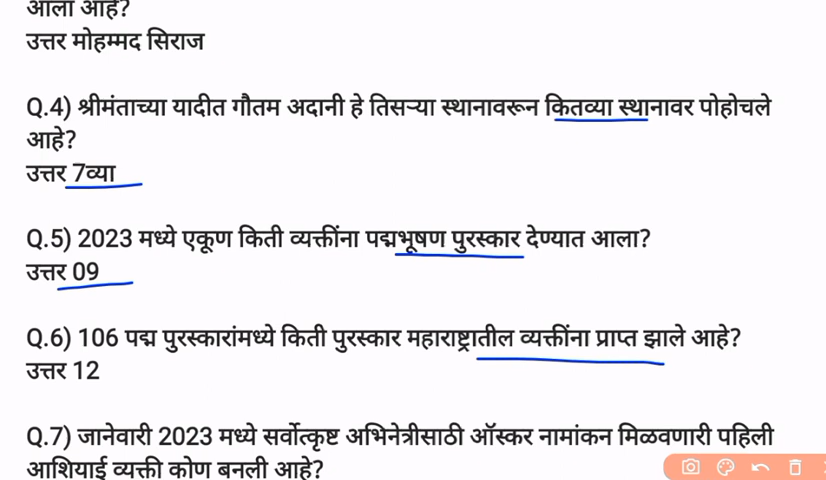 आला आहे?
उत्तर मोहम्मद सिराज
Q.4) श्रीमंताच्या यादीत गौतम अदानी हे तिसऱ्या स्थानावरून कितव्या स्थानावर पोहोचले
आहे?
उत्तर 7व्या
Q.5) 2023 मध्ये एकूण किती व्यक्तींना पद्मभूषण पुरस्कार देण्यात आला?
उत्तर 09
Q.6) 106 पद्म पुरस्कारांमध्ये किती पुरस्कार महाराष्ट्रातील व्यक्तींना प्राप्त झाले आहे?
उत्तर 12
Q.7) जानेवारी 2023 मध्ये सर्वोत्कृष्ट अभिनेत्रीसाठी ऑस्कर नामांकन मिळवणारी पहिली
आशियाई व्यक्ती कोण बनली आहे?